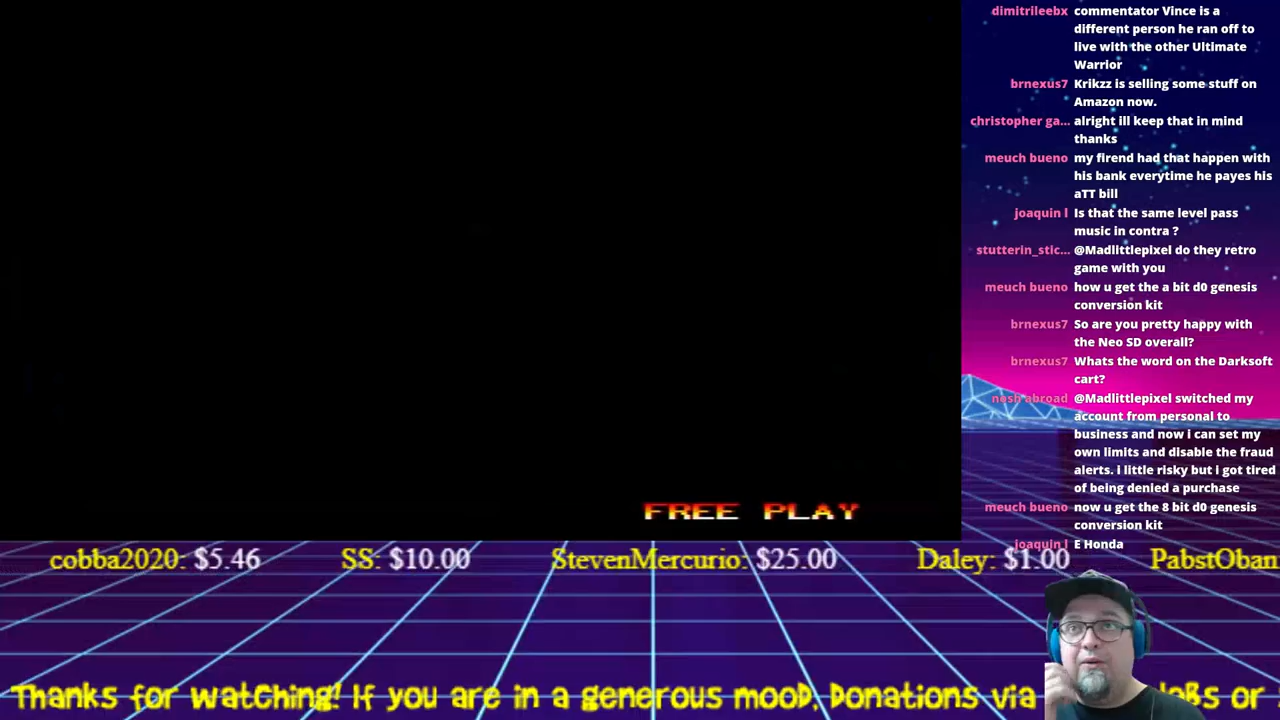 dimitrileebx commentator Vince is a
different person he ran off to
live with the other Ultimate
Warrior
brnexus7 Krikzz is selling some stuff on
Amazon now.
christopher ga... alright ill keep that in mind
thanks
meuch bueno my firend had that happen with
his bank everytime he payes his
aTT bill
joaquin l Is that the same level pass
music in contra ?
stutterin_stic... @Madlittlepixel do they retro
game with you
meuch bueno how u get the a bit d0 genesis
conversion kit
brnexus7 So are you pretty happy with
the Neo SD overall?
brnexus7 Whats the word on the Darksoft
cart?
nosh abroad @Madlittlepixel switched my
account from personal to
business and now i can set my
own limits and disable the fraud
alerts. i little risky but i got tired
of being denied a purchase
meuch bueno now u get the 8 bit d0 genesis
conversion kit
joaquin l E Honda
FREE PLAY
cobba2020: $5.46 SS: $10.00 StevenMercurio: $25.00 Daley: $1.00 PabstOban
Thanks for watching! If you are in a generous mood, Donations via or